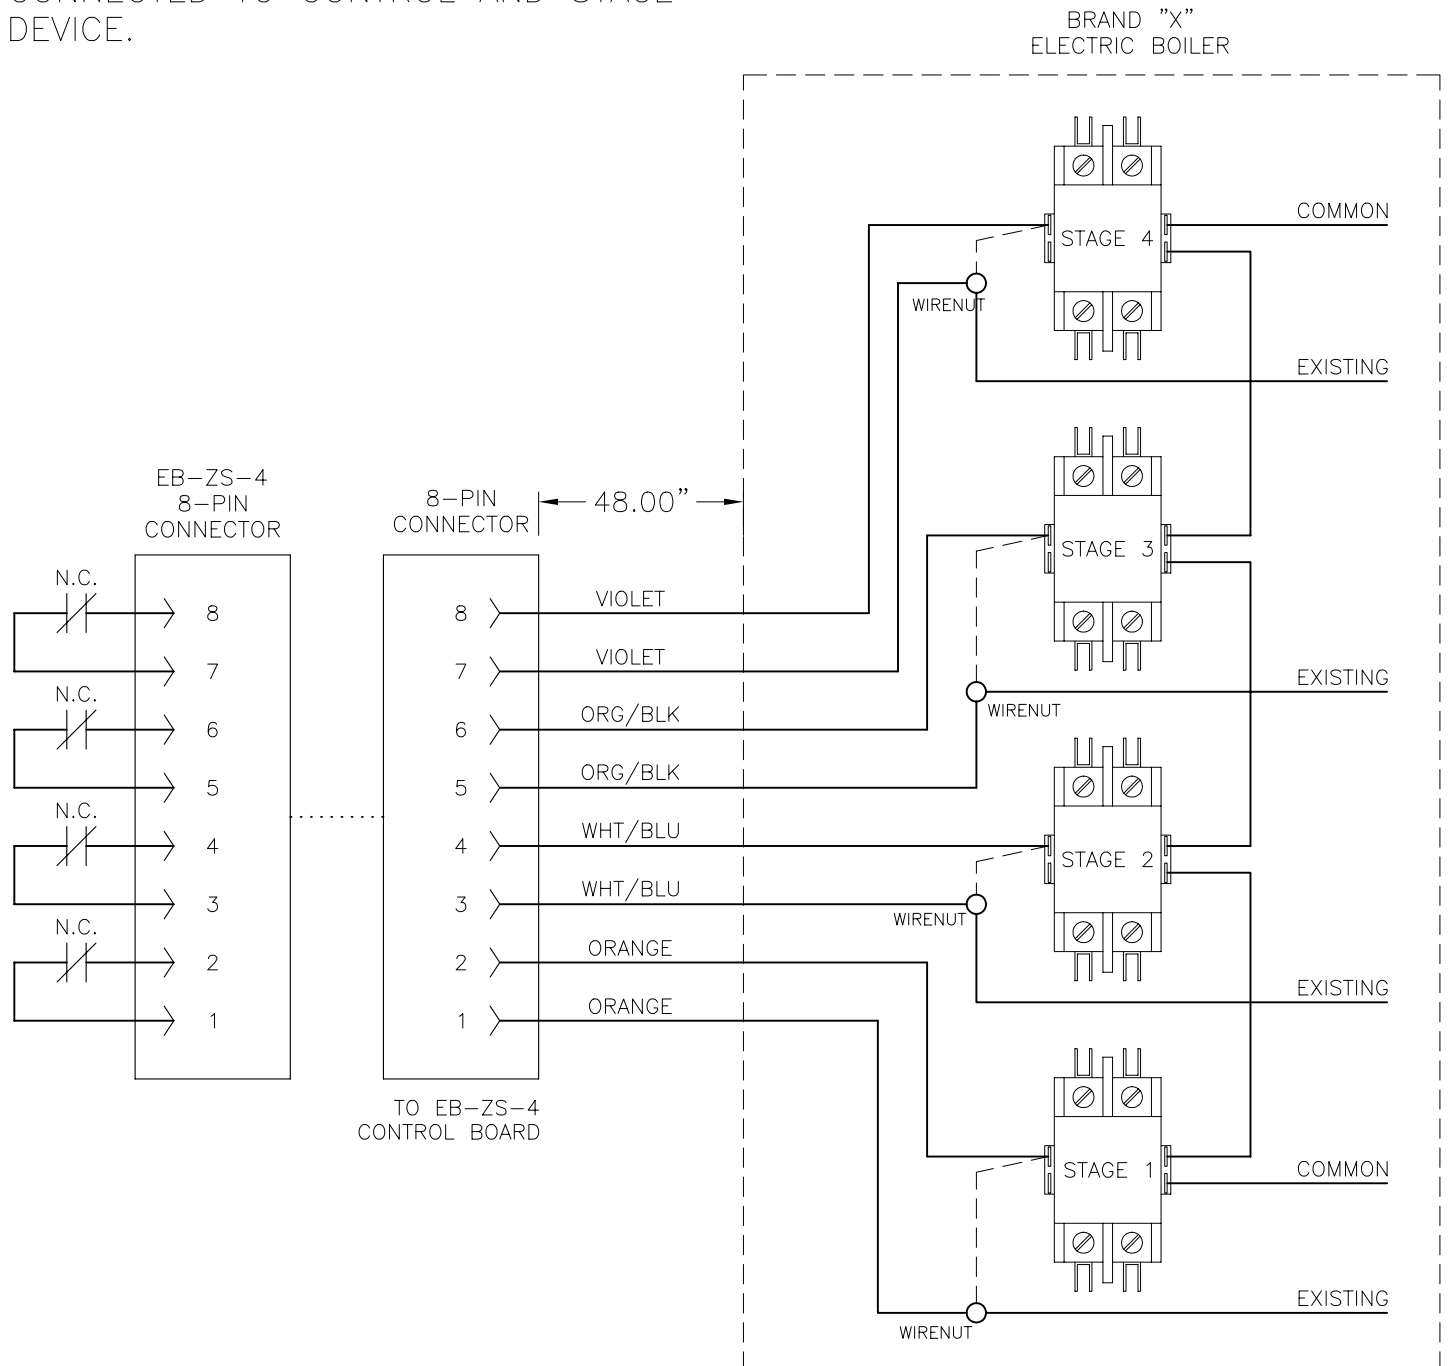 CONNECTED TO CONTROL AND STAGE
DEVICE.
BRAND "X"
ELECTRIC BOILER
STAGE 4
COMMON
WIRENUT
EXISTING
EB-ZS-4
8-PIN
CONNECTOR
8-PIN
CONNECTOR
48.00"
STAGE 3
N.C.
8
8
VIOLET
7
7
VIOLET
EXISTING
N.C.
WIRENUT
6
6
ORG/BLK
5
5
ORG/BLK
N.C.
4
4
WHT/BLU
STAGE 2
3
3
WHT/BLU
WIRENUT
N.C.
2
2
ORANGE
EXISTING
1
1
ORANGE
TO EB-ZS-4
CONTROL BOARD
STAGE 1
COMMON
EXISTING
WIRENUT